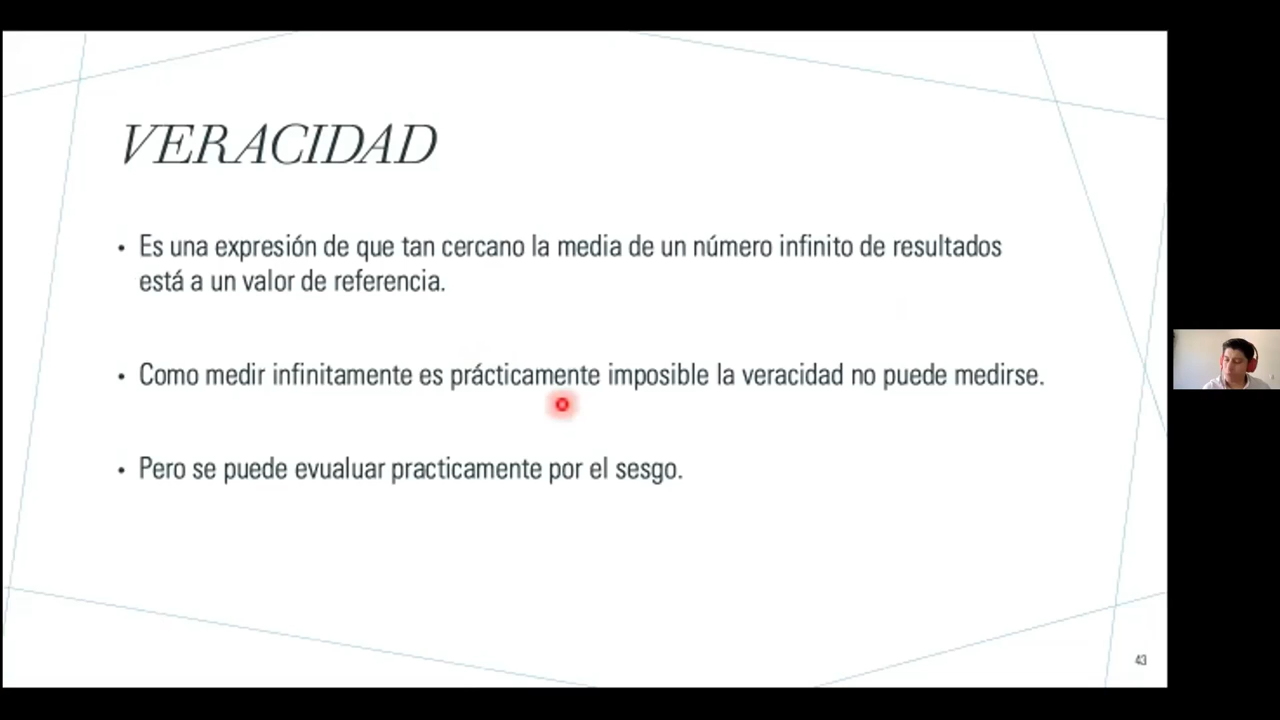 VERACIDAD
• Es una expresión de que tan cercano la media de un número infinito de resultados
está a un valor de referencia.
• Como medir infinitamente es prácticamente imposible la veracidad no puede medirse.
• Pero se puede evualuar practicamente por el sesgo.
43